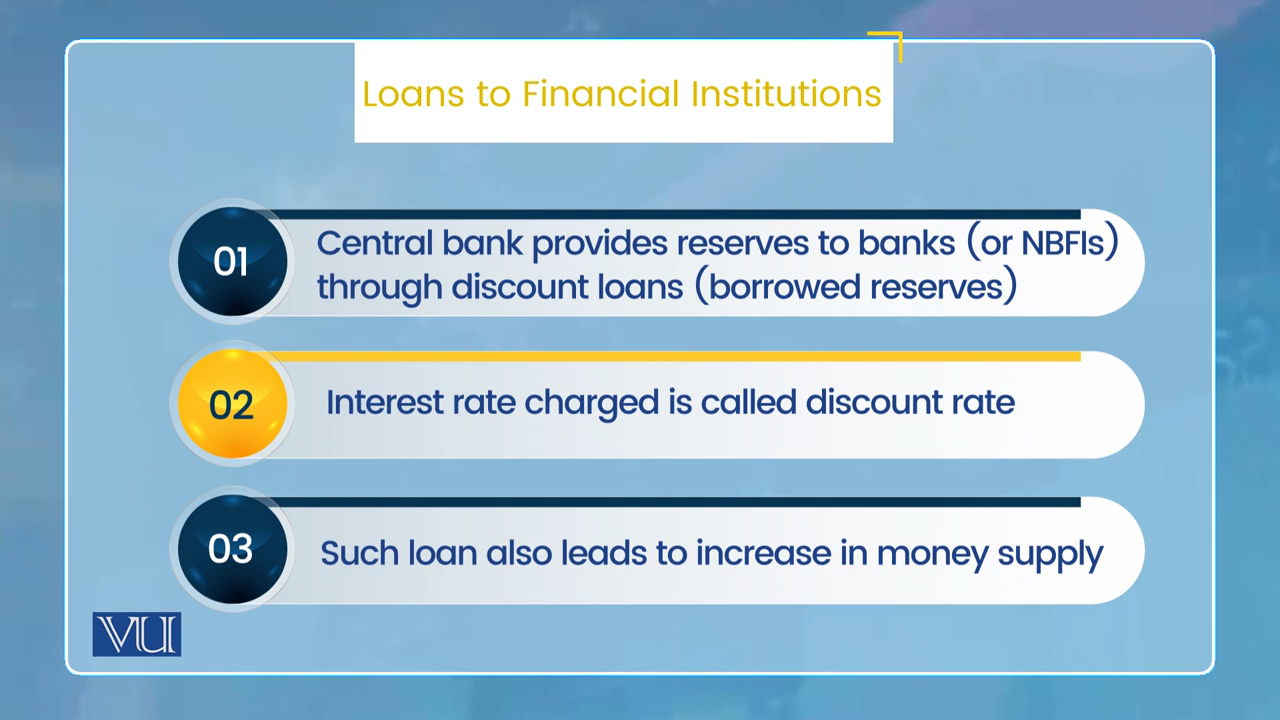 Loans to Financial Institutions
01
Central bank provides reserves to banks (or NBFIs)
through discount loans (borrowed reserves)
02
Interest rate charged is called discount rate
03
Such loan also leads to increase in money supply
VU